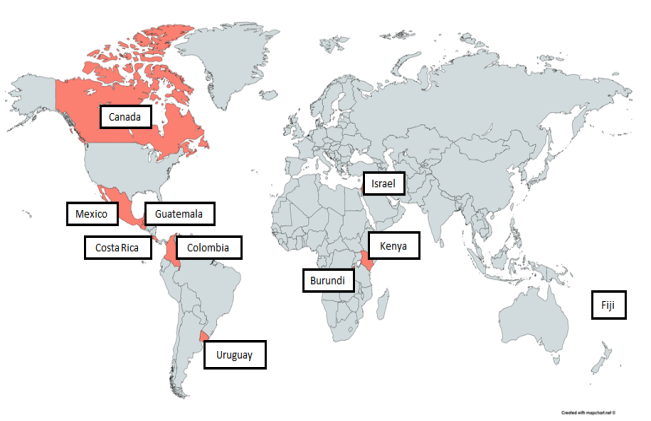 Canada
Israel
Mexico
Guatemala
Costa Rica
Colombia
Kenya
Burundi
Fiji
Uruguay
Created with mapchart.net ©